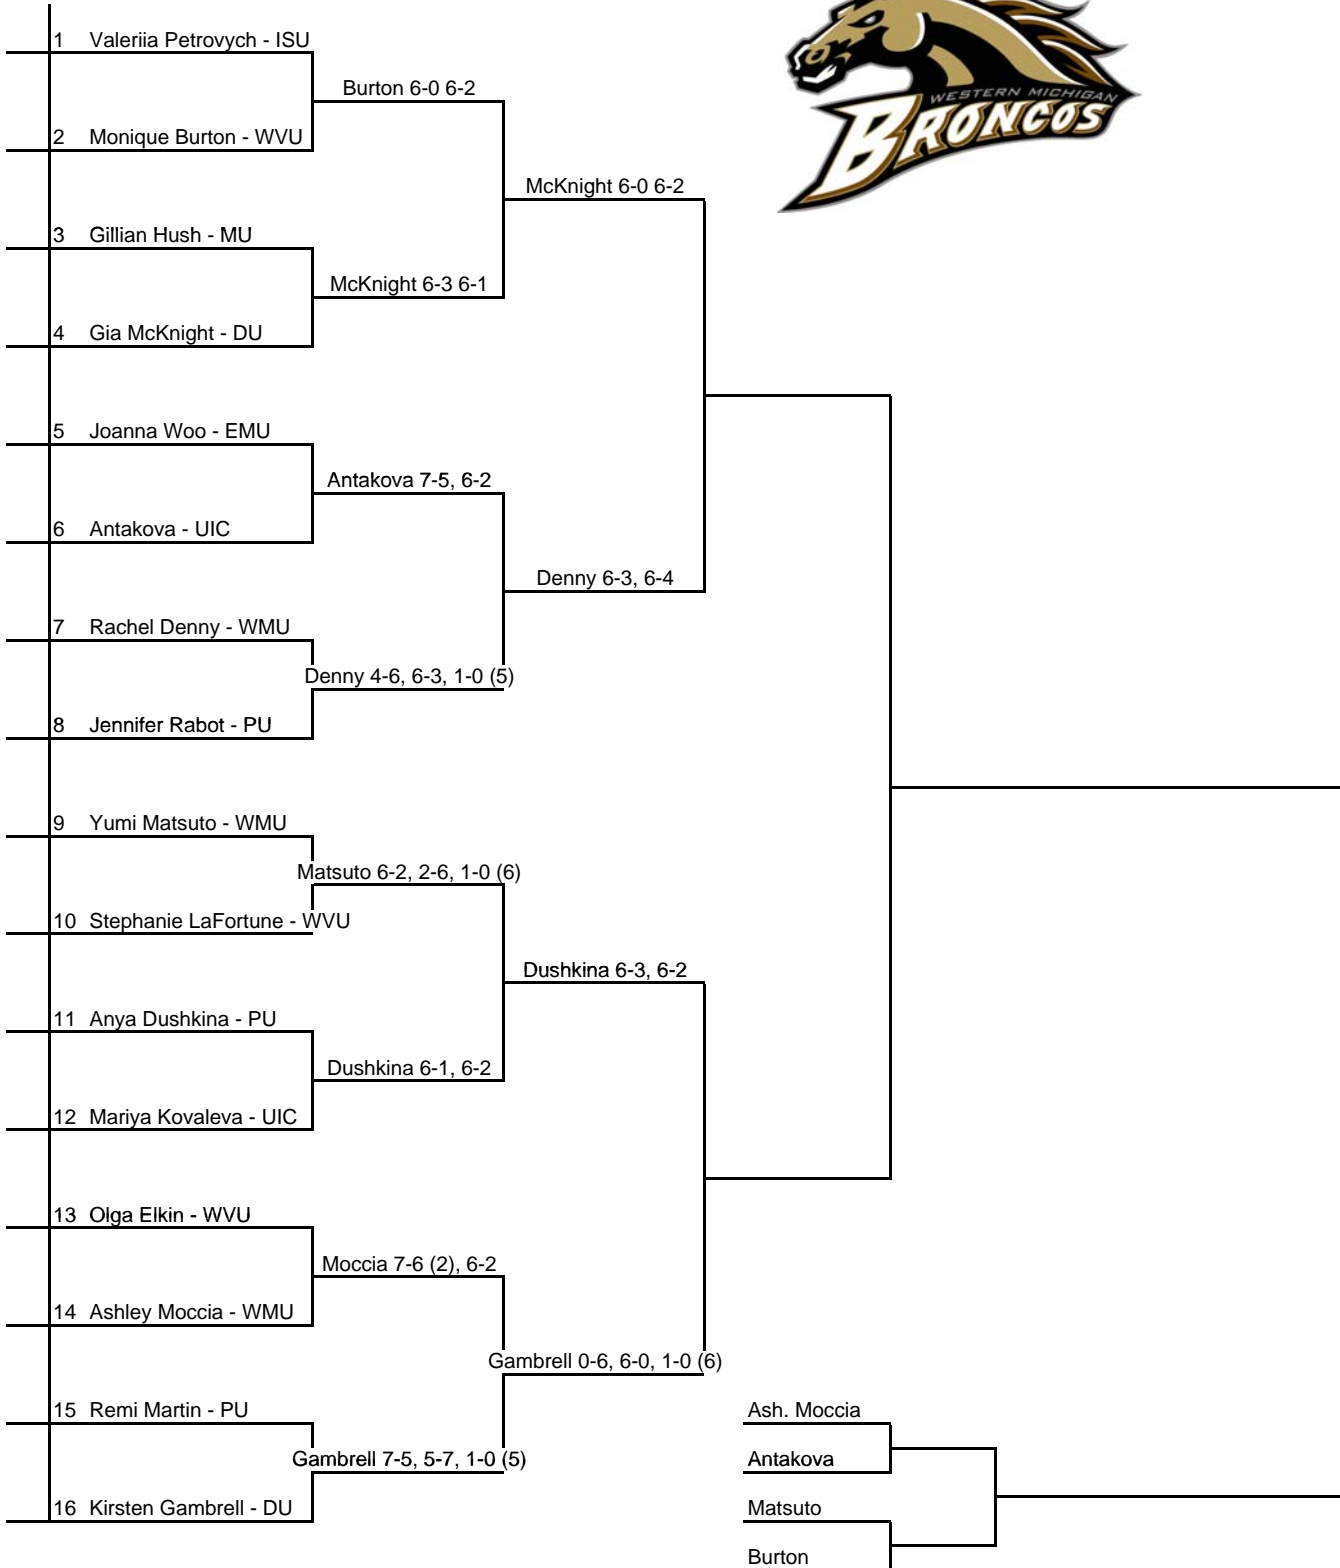 WESTERN MICHIGAN
BRONCOS
1 Valeriia Petrovych - ISU
Burton 6-0 6-2
2 Monique Burton - WVU
McKnight 6-0 6-2
3 Gillian Hush - MU
McKnight 6-3 6-1
4 Gia McKnight - DU
5 Joanna Woo - EMU
Antakova 7-5, 6-2
6 Antakova - UIC
Denny 6-3, 6-4
7 Rachel Denny - WMU
Denny 4-6, 6-3, 1-0 (5)
8 Jennifer Rabot - PU
9 Yumi Matsuto - WMU
Matsuto 6-2, 2-6, 1-0 (6)
10 Stephanie LaFortune - WVU
Dushkina 6-3, 6-2
11 Anya Dushkina - PU
Dushkina 6-1, 6-2
12 Mariya Kovaleva - UIC
13 Olga Elkin - WVU
Moccia 7-6 (2), 6-2
14 Ashley Moccia - WMU
Gambrell 0-6, 6-0, 1-0 (6)
15 Remi Martin - PU
Ash. Moccia
Gambrell 7-5, 5-7, 1-0 (5)
Antakova
16 Kirsten Gambrell - DU
Matsuto
Burton